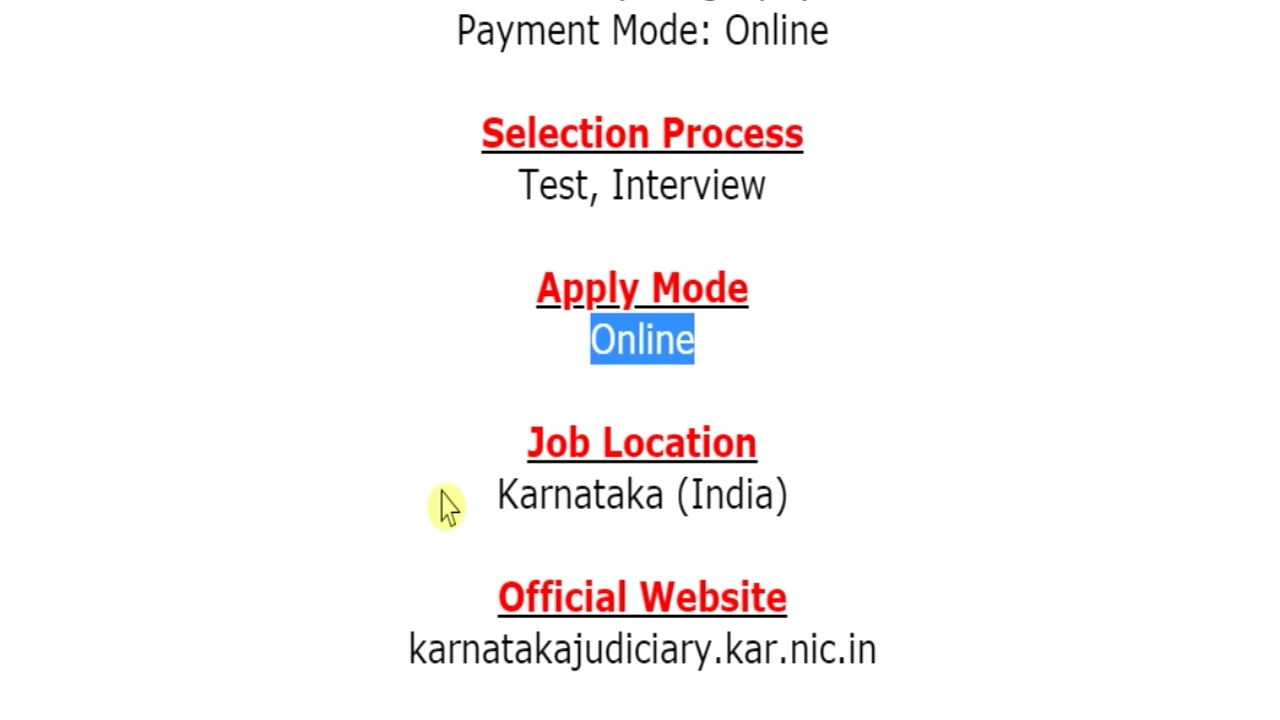 Payment Mode: Online
Selection Process
Test, Interview
Apply Mode
Online
Job Location
Karnataka (India)
Official Website
karnatakajudiciary.kar.nic.in